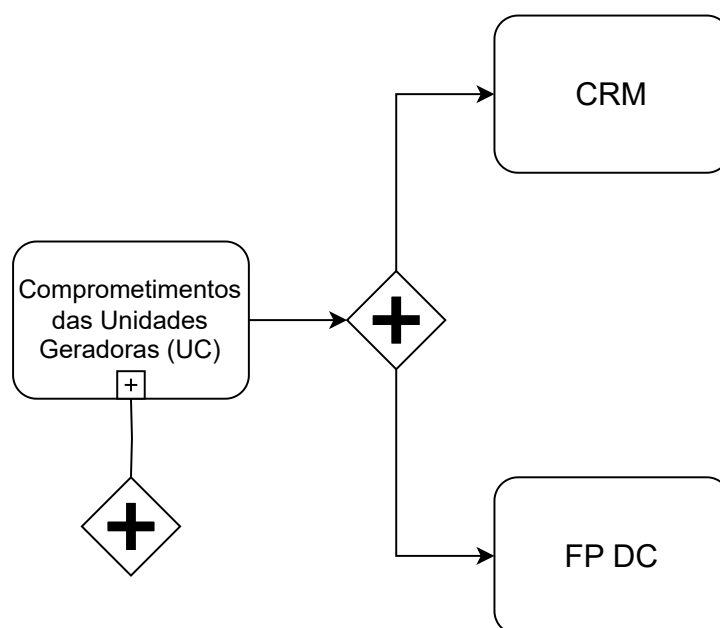 CRM
Comprometimentos
das Unidades
Geradoras (UC)
FP DC